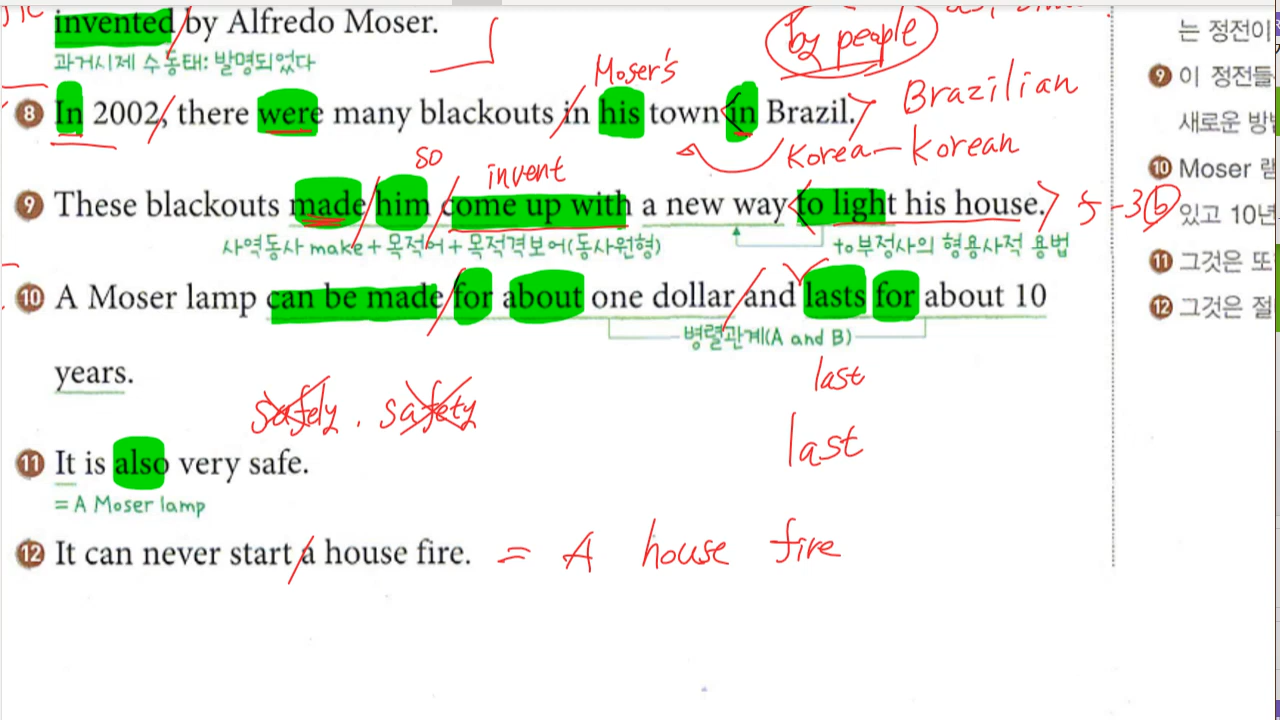 invented by Alfredo Moser.
by people
과거시제 수동태: 발명되었다
Moser's
⑧ In 2002, there were many blackouts in his town in Brazil.
Brazilian
Korea – korean
so
invent
⑨ These blackouts made him come up with a new way to light his house.
5-3 ⓑ
사역동사 make + 목적어 + 목적격보어(동사원형)
to부정사의 형용사적 용법
⑩ A Moser lamp can be made for about one dollar and lasts for about 10
병렬관계(A and B)
years.
last
safely . safety
last
⑪ It is also very safe.
= A Moser lamp
⑫ It can never start a house fire. = A house fire
는 정전이
⑨ 이 정전들
새로운 방
⑩ Moser 램
있고 10년
⑪ 그것은 또
⑫ 그것은 절